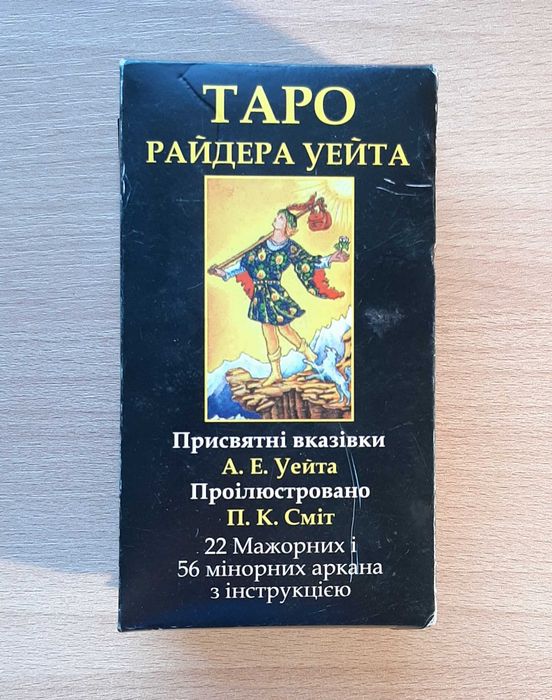 ТАРО
РАЙДЕРА УЕЙТА
Присвятні вказівки
А. Е. Уейта
Проілюстровано
П. К. Сміт
22 Мажорних і
56 мінорних аркана
з інструкцією